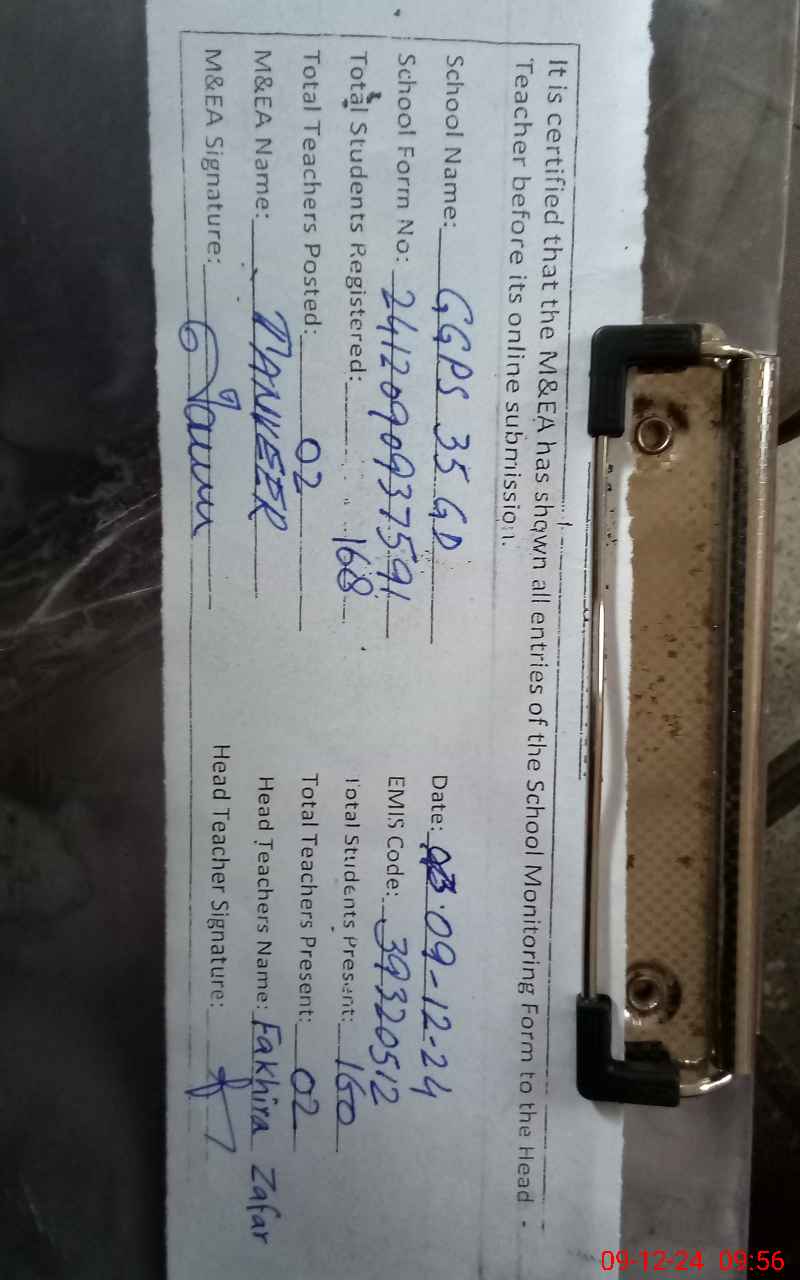 It is certified that the M&EA has shown all entries of the School Monitoring Form to the Head
Teacher before its online submission.
School Name: GGPS 35 GD Date: 09-12-24
School Form No: 241209093 7591 EMIS Code: 39320512
Total Students Registered: 168 Total Students Present: 160
Total Teachers Posted: 02 Total Teachers Present: 02
M&EA Name: TANVEER Head Teachers Name: Fakhira Zafar
M&EA Signature: Head Teacher Signature:
09-12-24 09:56